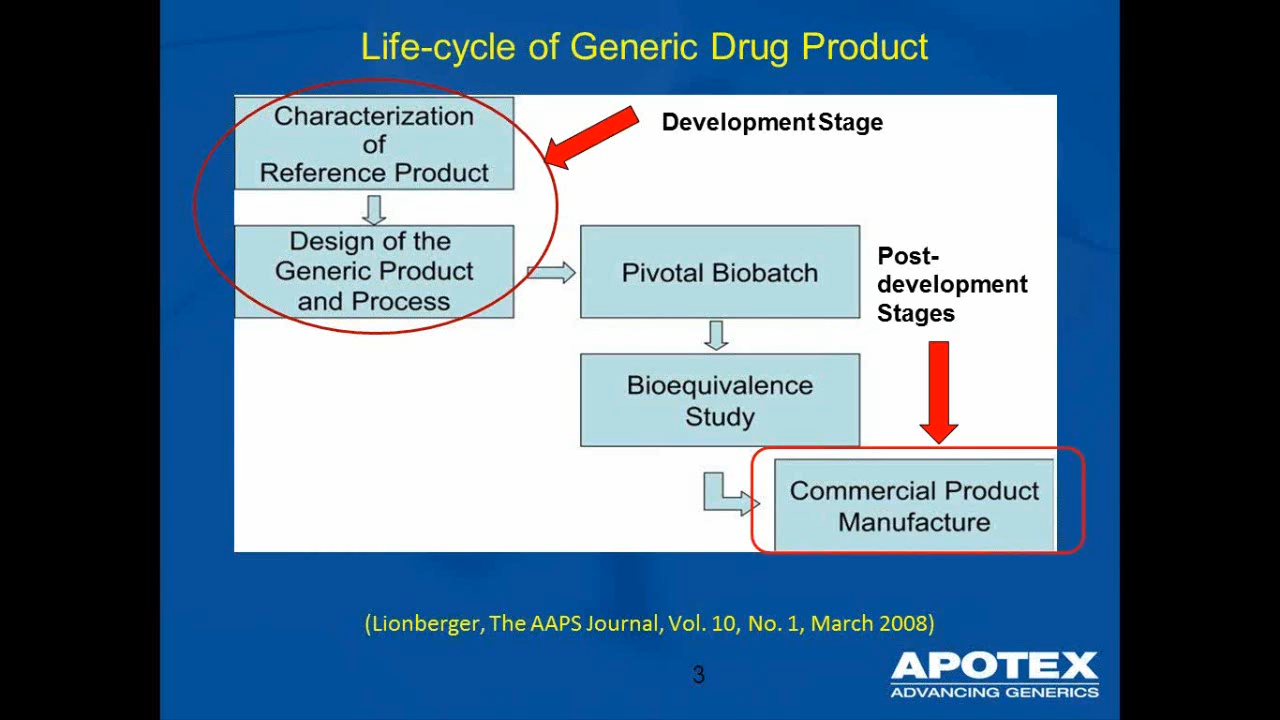 Life-cycle of Generic Drug Product
Characterization
of
Reference Product
Development Stage
Design of the
Generic Product
and Process
Pivotal Biobatch
Post-
development
Stages
Bioequivalence
Study
Commercial Product
Manufacture
(Lionberger, The AAPS Journal, Vol. 10, No. 1, March 2008)
3
APOTEX
ADVANCING GENERICS